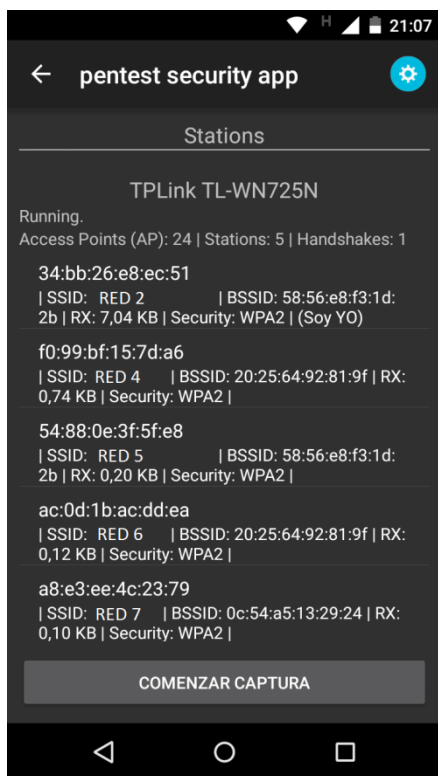 H 21:07
pentest security app
Stations
TPLink TL-WN725N
Running.
Access Points (AP): 24 | Stations: 5 | Handshakes: 1
34:bb:26:e8:ec:51
| SSID: RED 2 | BSSID: 58:56:e8:f3:1d:
2b | RX: 7,04 KB | Security: WPA2 | (Soy YO)
f0:99:bf:15:7d:a6
| SSID: RED 4 | BSSID: 20:25:64:92:81:9f | RX:
0,74 KB | Security: WPA2 |
54:88:0e:3f:5f:e8
| SSID: RED 5 | BSSID: 58:56:e8:f3:1d:
2b | RX: 0,20 KB | Security: WPA2 |
ac:0d:1b:ac:dd:ea
| SSID: RED 6 | BSSID: 20:25:64:92:81:9f | RX:
0,12 KB | Security: WPA2 |
a8:e3:ee:4c:23:79
| SSID: RED 7 | BSSID: 0c:54:a5:13:29:24 | RX:
0,10 KB | Security: WPA2 |
COMENZAR CAPTURA